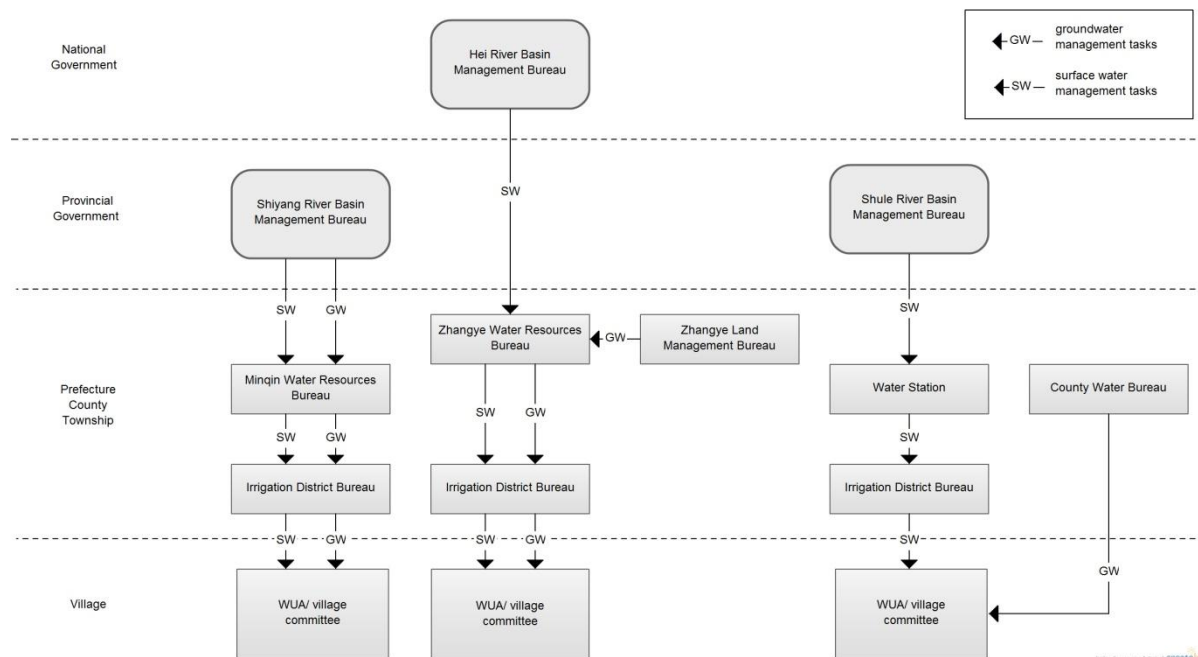 National
Government
Hei River Basin
Management Bureau
GW
groundwater
management tasks
SW
surface water
management tasks
SW
Provincial
Government
Shiyang River Basin
Management Bureau
Shule River Basin
Management Bureau
SW
GW
SW
Zhangye Water Resources
Bureau
GW
Zhangye Land
Management Bureau
Prefecture
County
Township
Minqin Water Resources
Bureau
Water Station
County Water Bureau
SW
GW
SW
GW
SW
Irrigation District Bureau
Irrigation District Bureau
Irrigation District Bureau
SW
GW
SW
GW
SW
GW
Village
WUA/ village
committee
WUA/ village
committee
WUA/ village
committee